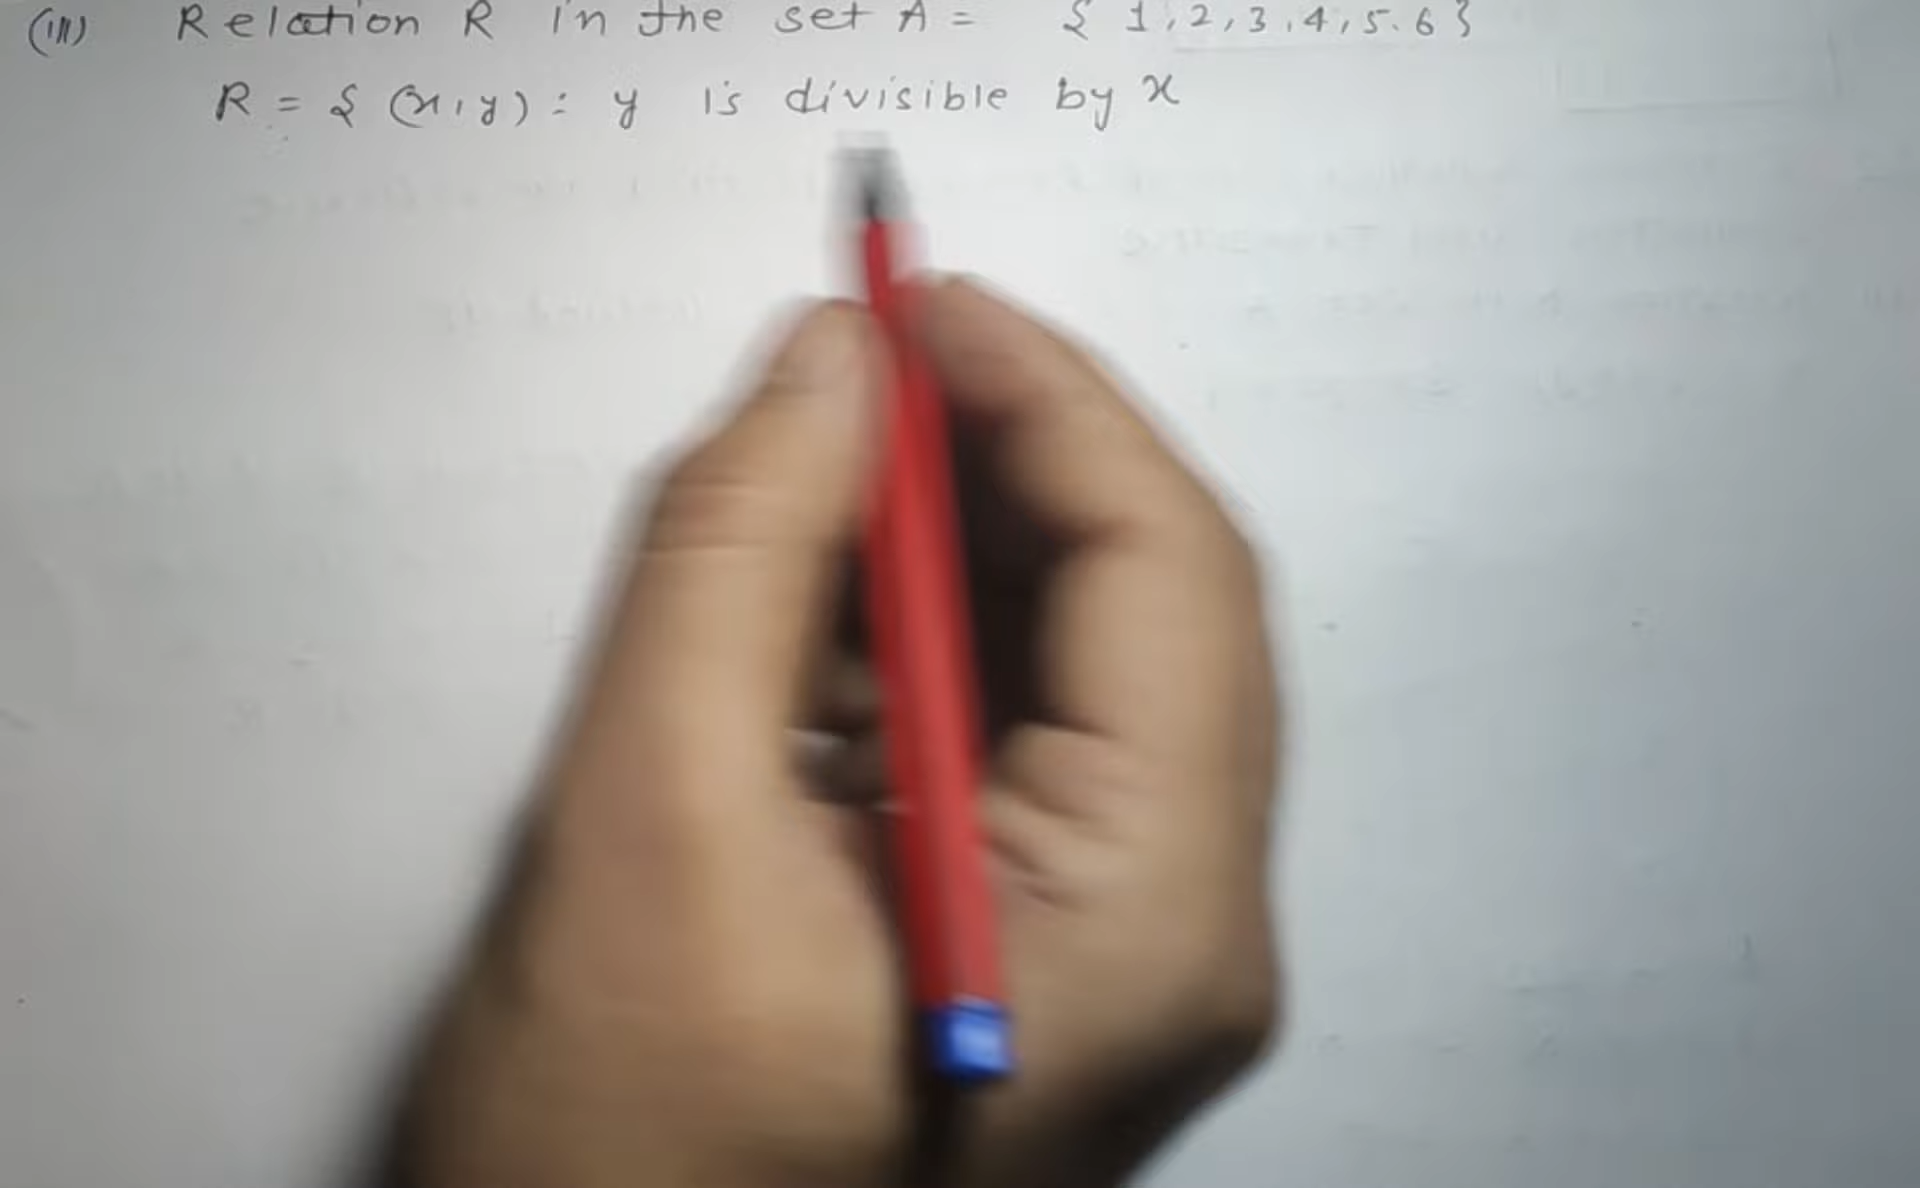 (III) Relation R in the set A = { 1, 2, 3, 4, 5. 6 }
R = { (x, y) : y is divisible by x